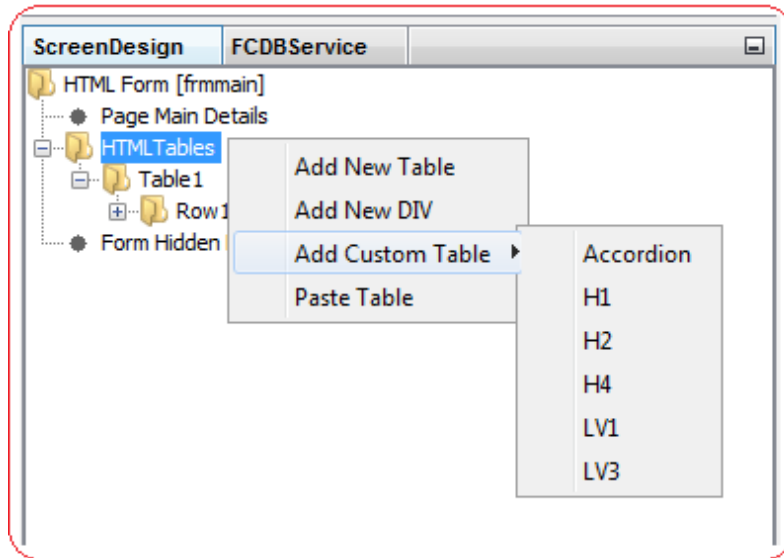 ScreenDesign FCDBService
HTML Form [frmmain]
Page Main Details
HTMLTables
Table1
Row1
Form Hidden
Add New Table
Add New DIV
Add Custom Table
Paste Table
Accordion
H1
H2
H4
LV1
LV3